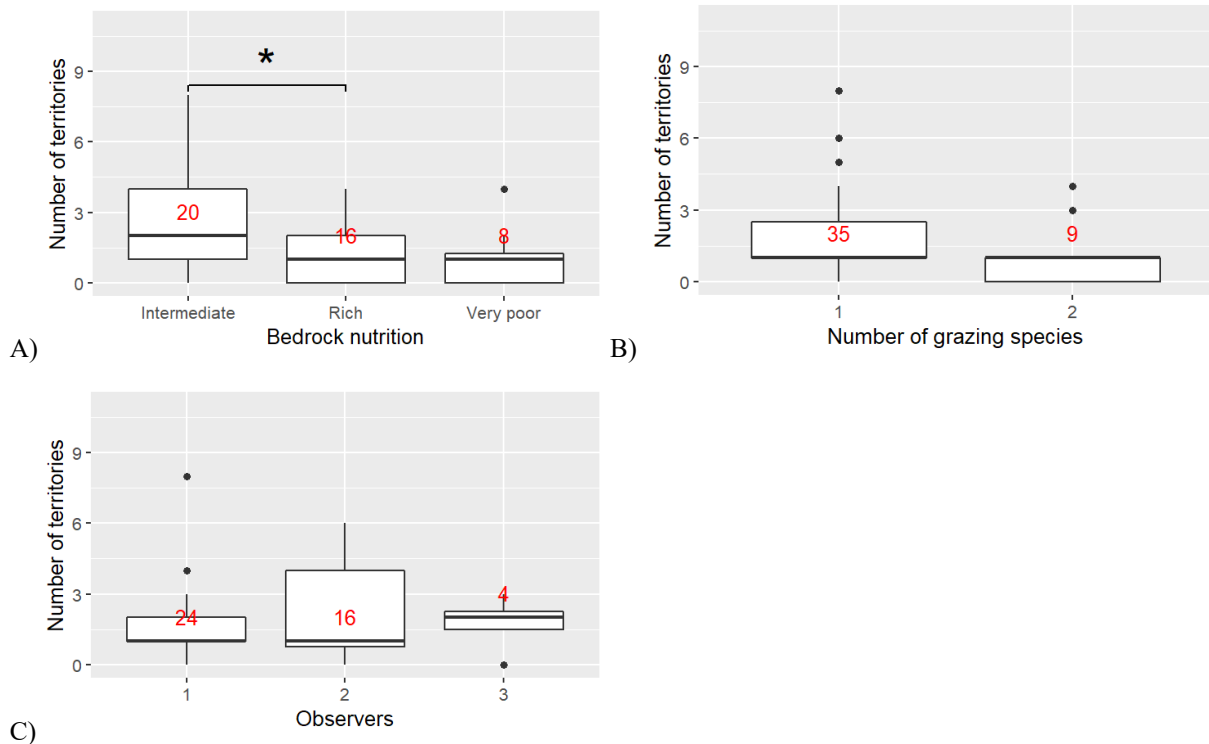 Number of territories
9
6
3
0
*
20
16
8
Intermediate Rich Very poor
Bedrock nutrition
A)
Number of territories
9
6
3
0
35
9
1 2
Number of grazing species
B)
Number of territories
9
6
3
0
24
16
4
1 2 3
Observers
C)